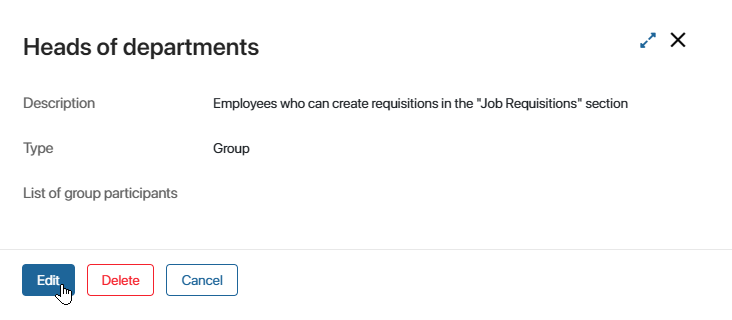 Heads of departments
Description Employees who can create requisitions in the "Job Requisitions" section
Type Group
List of group participants
Edit Delete Cancel